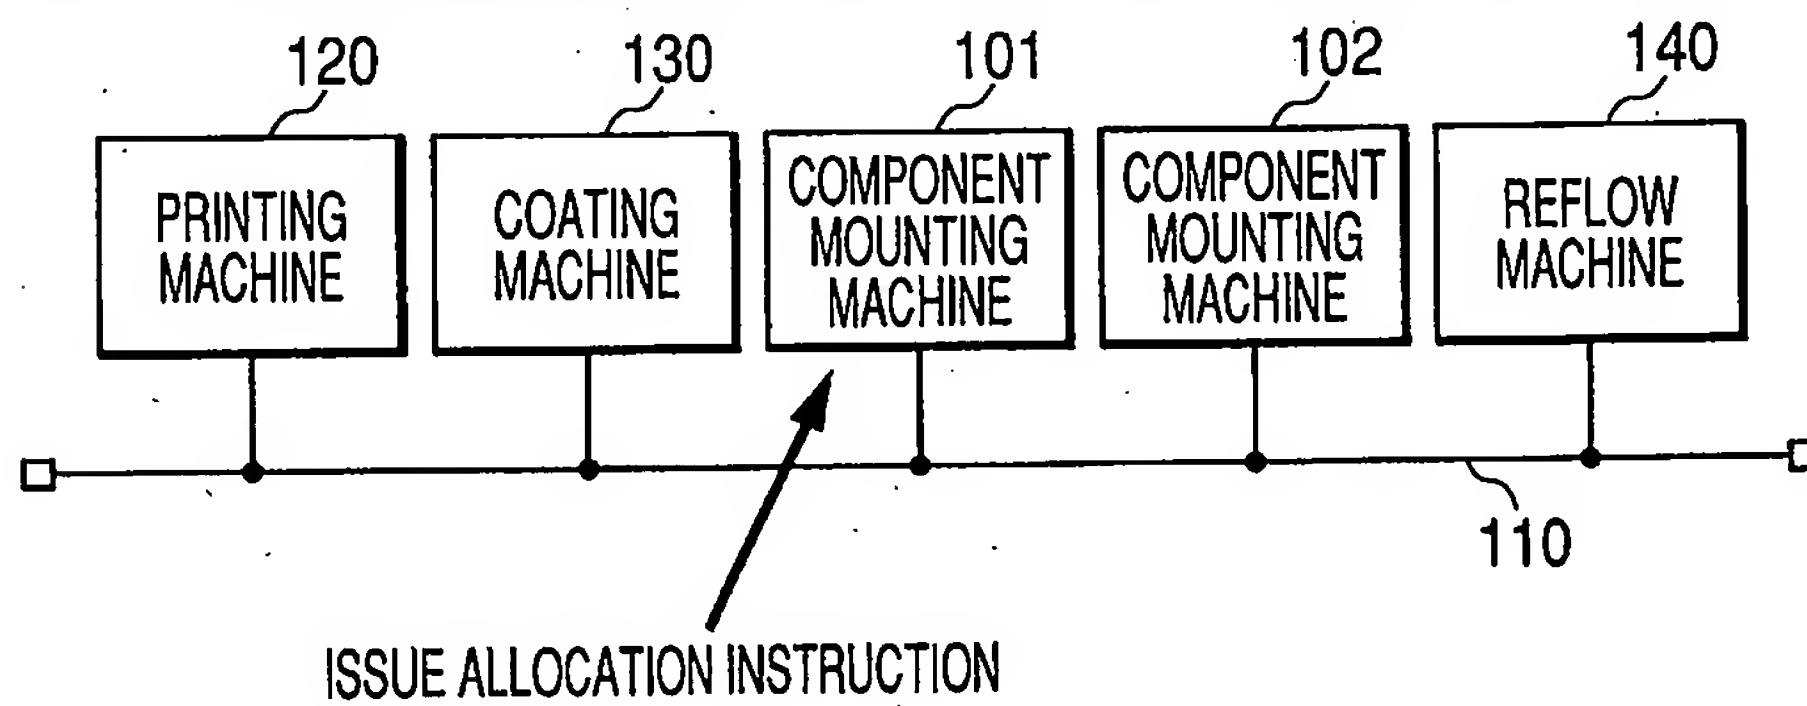 120
130
101
102
140
PRINTING
MACHINE
COATING
MACHINE
COMPONENT
MOUNTING
MACHINE
COMPONENT
MOUNTING
MACHINE
REFLOW
MACHINE
110
ISSUE ALLOCATION INSTRUCTION